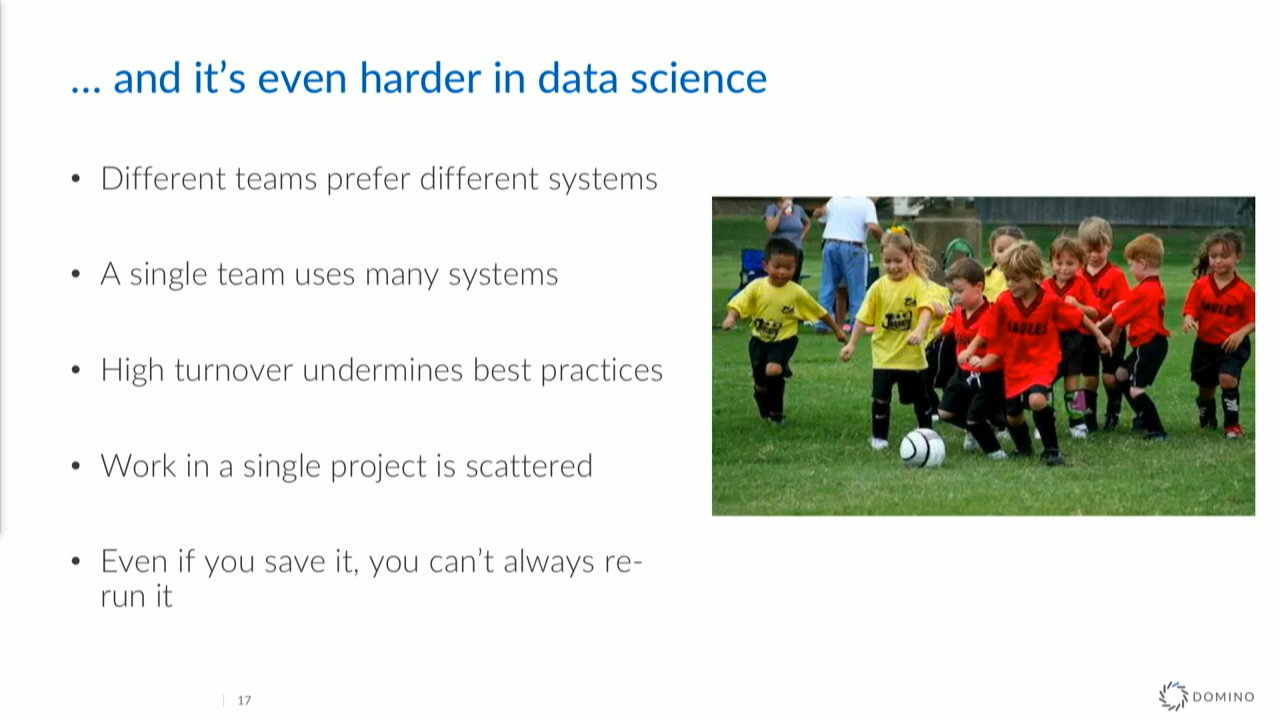 ... and it’s even harder in data science
• Different teams prefer different systems
• A single team uses many systems
• High turnover undermines best practices
• Work in a single project is scattered
• Even if you save it, you can’t always re-
run it
EAGLES
17
DOMINO